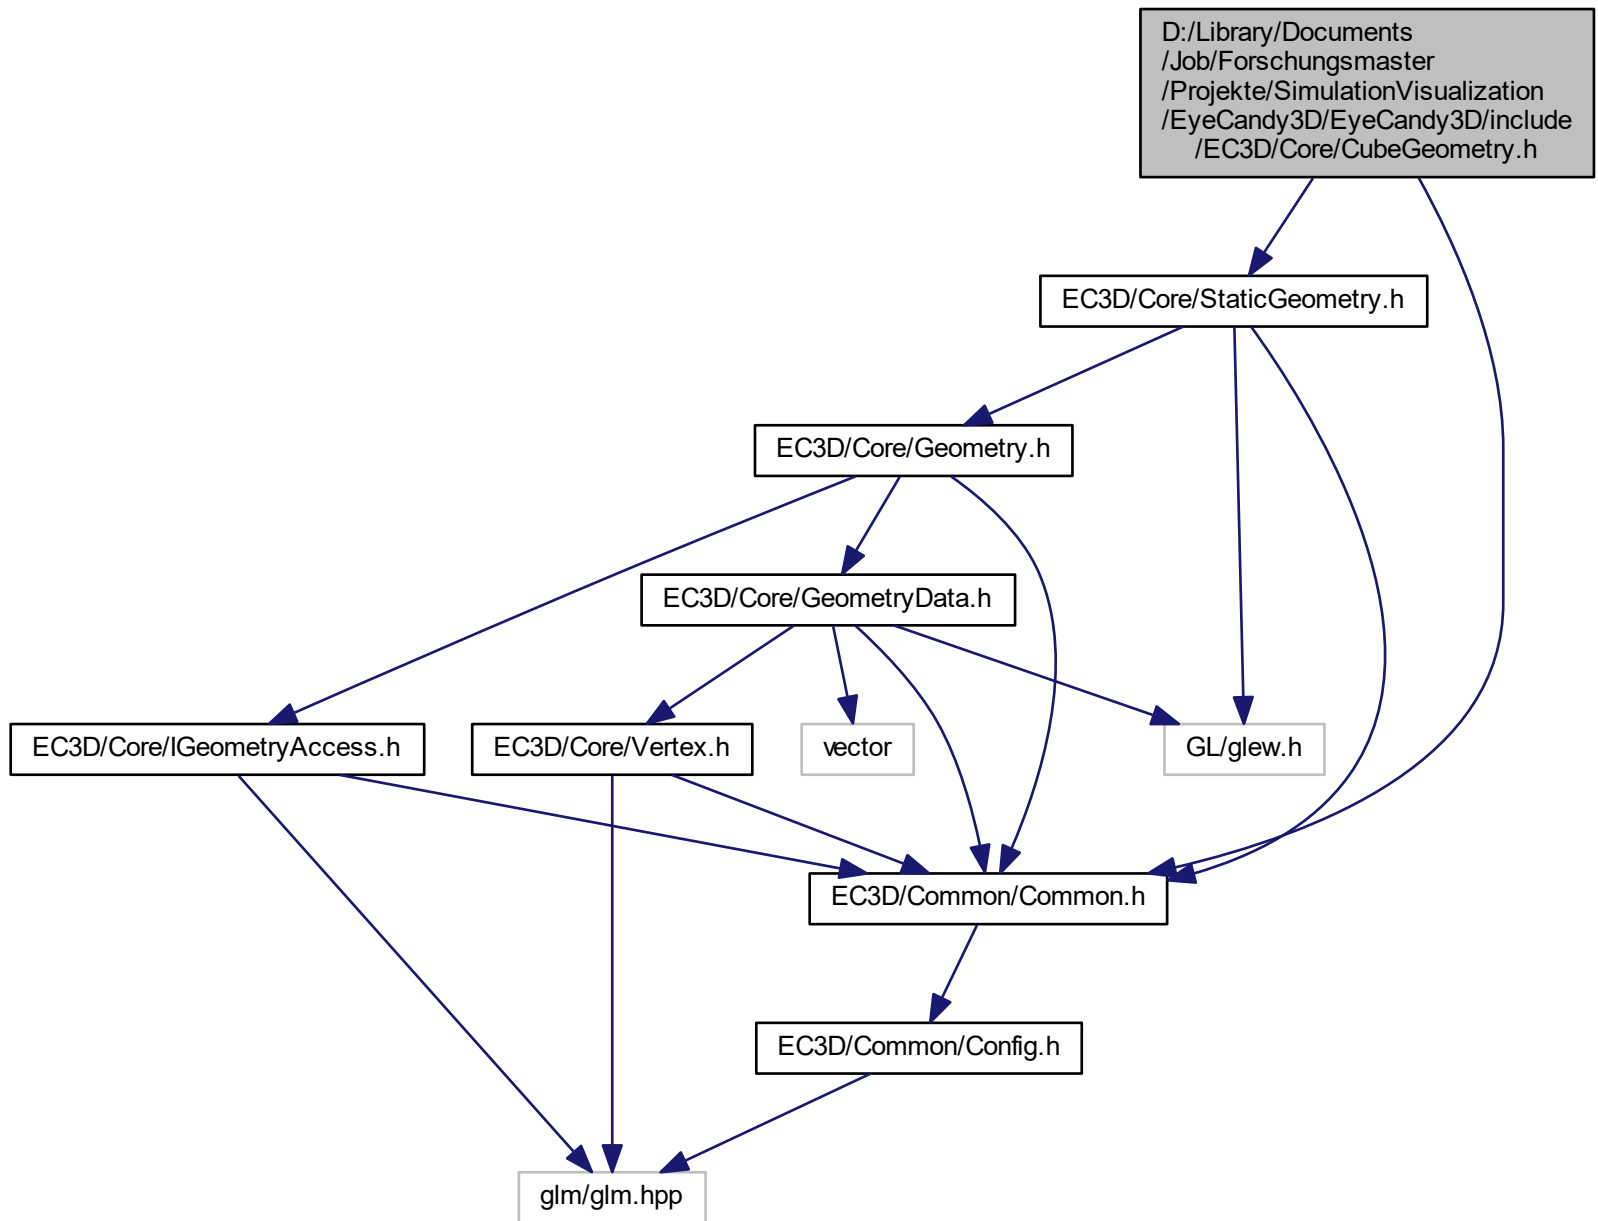 D:/Library/Documents
/Job/Forschungsmaster
/Projekte/SimulationVisualization
/EyeCandy3D/EyeCandy3D/include
/EC3D/Core/CubeGeometry.h
EC3D/Core/StaticGeometry.h
EC3D/Core/Geometry.h
EC3D/Core/GeometryData.h
EC3D/Core/IGeometryAccess.h
EC3D/Core/Vertex.h
vector
GL/glew.h
EC3D/Common/Common.h
EC3D/Common/Config.h
glm/glm.hpp